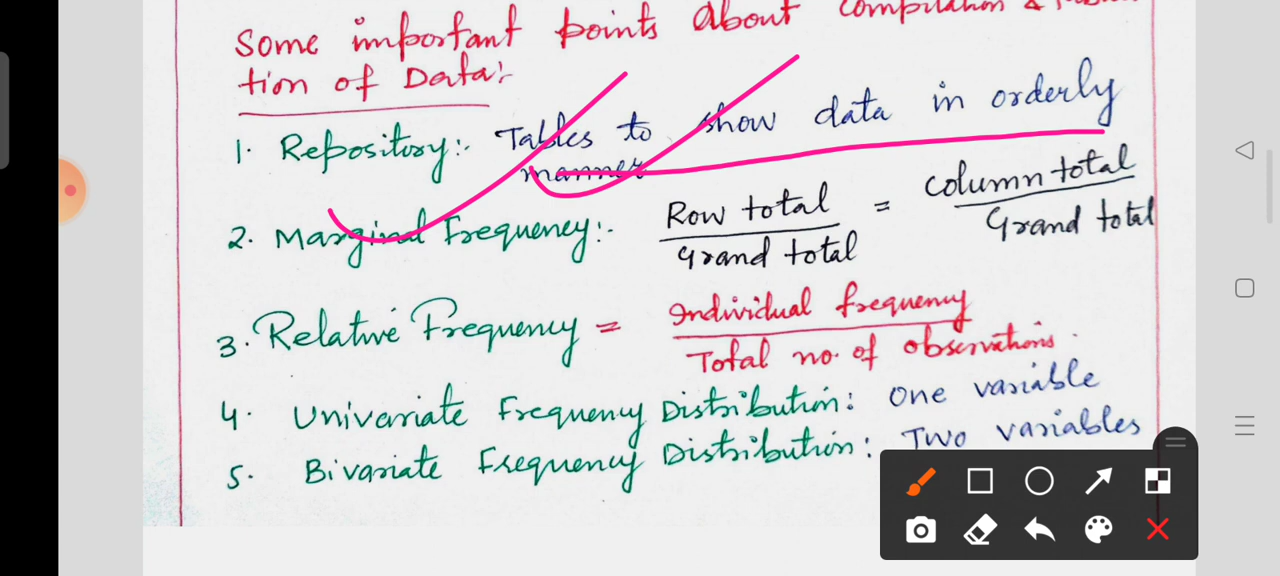 Some important points about
tion of Data:-
1. Repository:- Tables to show data in orderly
manner
2. Marginal Frequency:- Row total / Grand total = Column total / Grand total
3. Relative Frequency = Individual frequency / Total no. of observations.
4. Univariate Frequency Distribution: One variable
5. Bivariate Frequency Distribution: Two variables